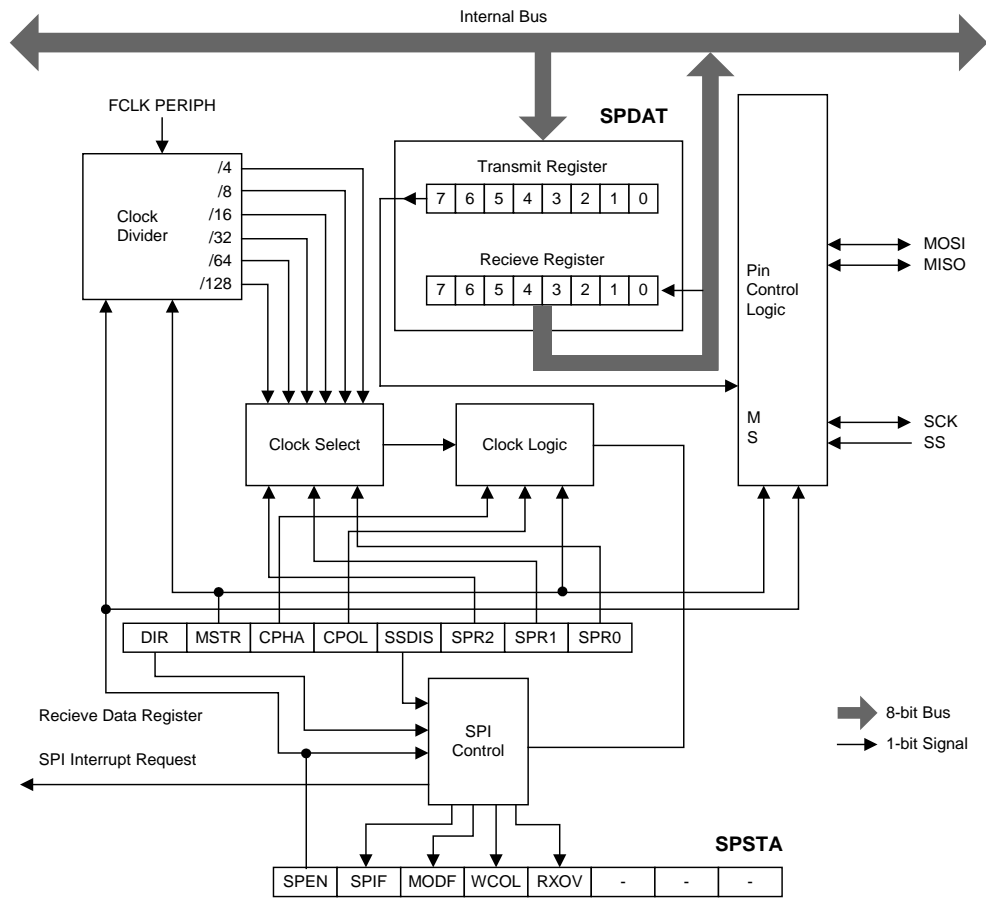 Internal Bus
FCLK PERIPH
SPDAT
/4
/8
/16
/32
/64
/128
Clock
Divider
Transmit Register
7 6 5 4 3 2 1 0
Recieve Register
7 6 5 4 3 2 1 0
Pin
Control
Logic
M
S
MOSI
MISO
SCK
SS
Clock Select
Clock Logic
DIR MSTR CPHA CPOL SSDIS SPR2 SPR1 SPR0
Recieve Data Register
SPI Interrupt Request
SPI
Control
8-bit Bus
1-bit Signal
SPSTA
SPEN SPIF MODF WCOL RXOV - - -